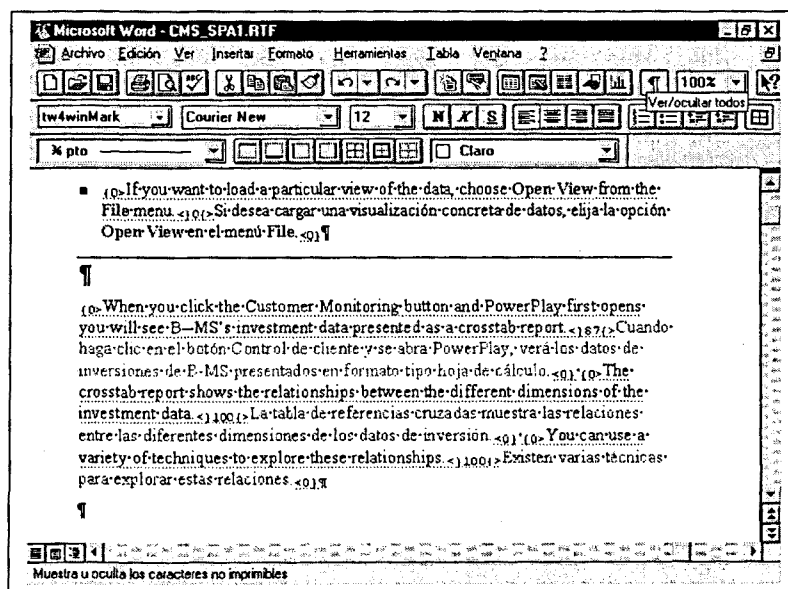 Microsoft Word - CMS_SPA1.RTF
Archivo Edición Ver Insertar Formato Herramientas Tabla Ventana ?
100%
Ver/ocultar todos
tw4winMark Courier New 12 N K S
¾ pto Claro
▪ {0>If·you·want·to·load·a·particular·view·of·the·data,·choose·Open·View·from·the·
File·menu.<}0{>Si·desea·cargar·una·visualización·concreta·de·datos,·elija·la·opción·
Open·View·en·el·menú·File.<0}¶
¶
{0>When·you·click·the·Customer·Monitoring·button·and·PowerPlay·first·opens·
you·will·see·B—MS's·investment·data·presented·as·a·crosstab·report.<}87{>Cuando·
haga·clic·en·el·botón·Control·de·cliente·y·se·abra·PowerPlay,·verá·los·datos·de·
inversiones·de·B-MS·presentados·en·formato·tipo·hoja·de·cálculo.<0}·{0>The·
crosstab·report·shows·the·relationships·between·the·different·dimensions·of·the·
investment·data.<}100{>La·tabla·de·referencias·cruzadas·muestra·las·relaciones·
entre·las·diferentes·dimensiones·de·los·datos·de·inversión.<0}·{0>You·can·use·a·
variety·of·techniques·to·explore·these·relationships.<}100{>Existen·varias·técnicas·
para·explorar·estas·relaciones.<0}¶
¶
Muestra u oculta los caracteres no imprimibles